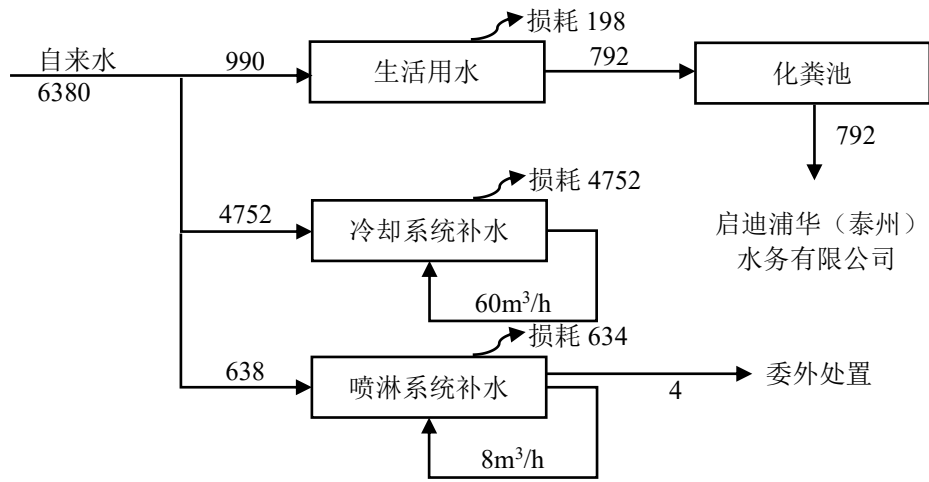 损耗 198
自来水
6380
990
生活用水
792
化粪池
792
损耗 4752
4752
冷却系统补水
60m³/h
启迪浦华（泰州）
水务有限公司
损耗 634
638
喷淋系统补水
4
委外处置
8m³/h